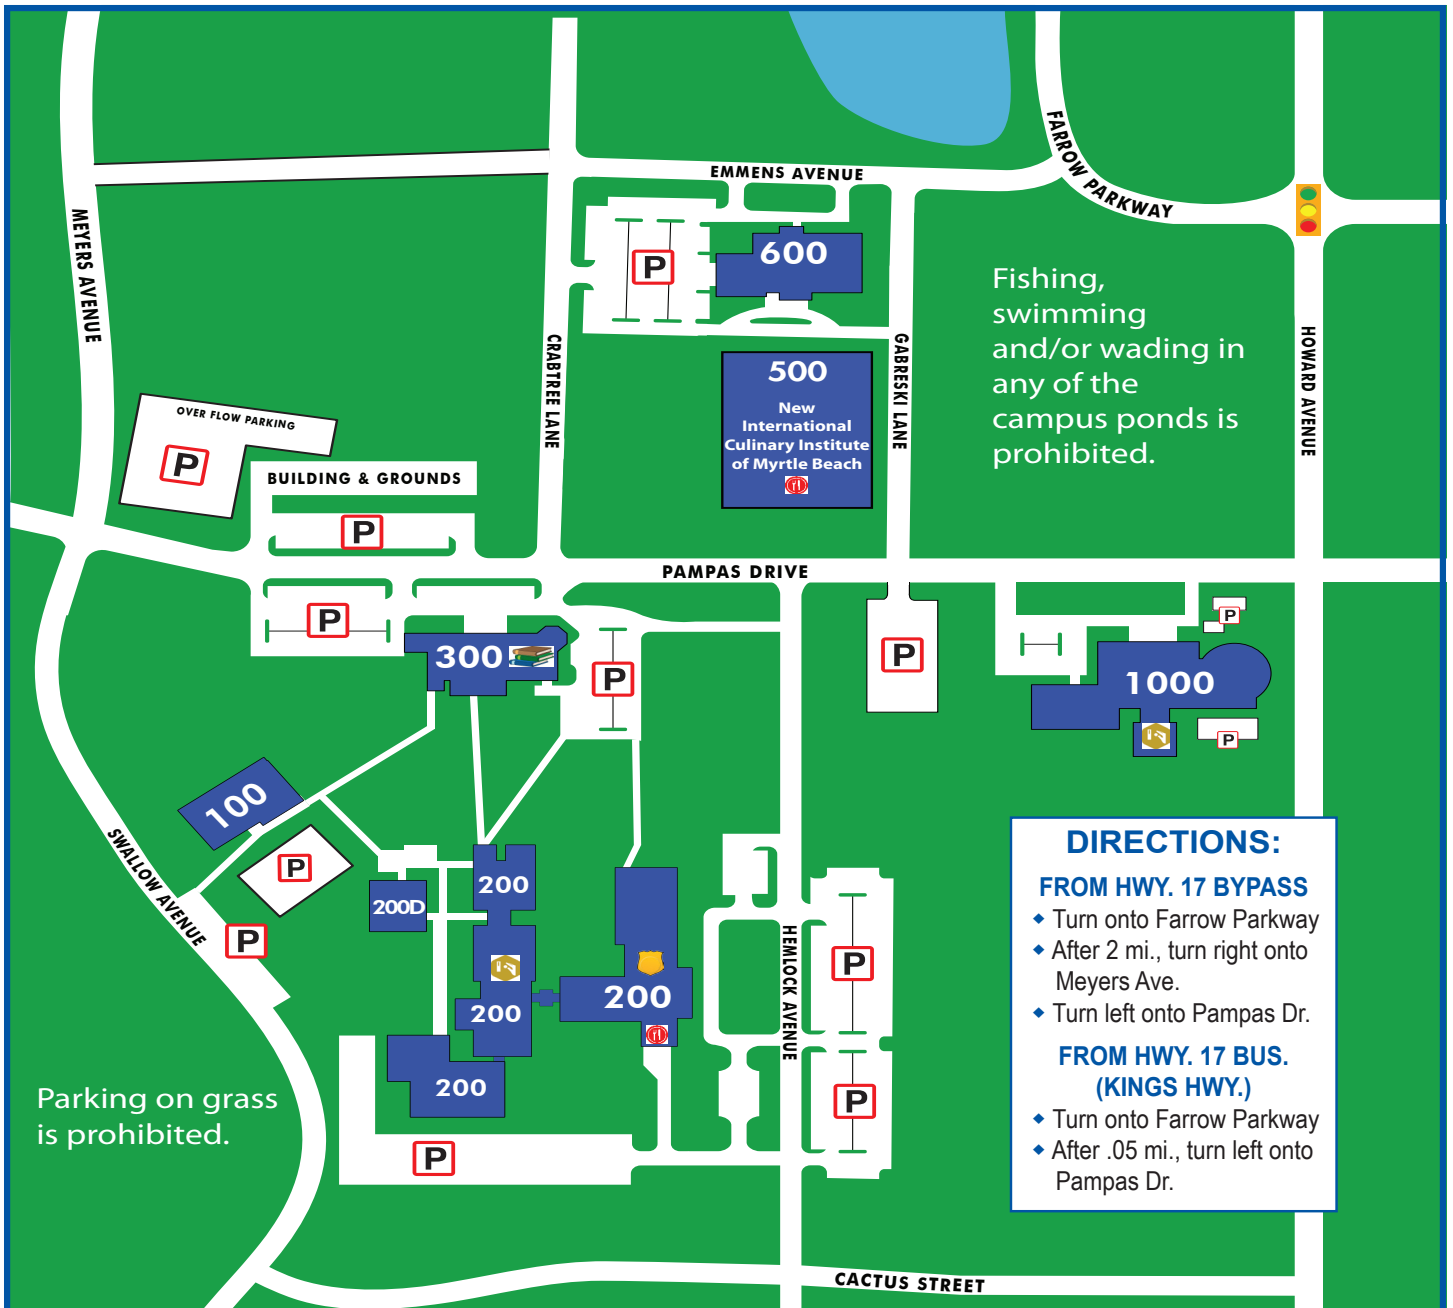 EMMENS AVENUE
FARROW PARKWAY
MEYERS AVENUE
600
P
Fishing,
swimming
and/or wading in
any of the
campus ponds is
prohibited.
CRABTREE LANE
GABRESKI LANE
HOWARD AVENUE
500
New
International
Culinary Institute
of Myrtle Beach
OVER FLOW PARKING
P
BUILDING & GROUNDS
P
PAMPAS DRIVE
P
P
P
300
P
1000
P
100
P
SWALLOW AVENUE
P
200
200D
200
200
200
HEMLOCK AVENUE
P
P
P
Parking on grass
is prohibited.
DIRECTIONS:
FROM HWY. 17 BYPASS
◆ Turn onto Farrow Parkway
◆ After 2 mi., turn right onto
Meyers Ave.
◆ Turn left onto Pampas Dr.
FROM HWY. 17 BUS.
(KINGS HWY.)
◆ Turn onto Farrow Parkway
◆ After .05 mi., turn left onto
Pampas Dr.
CACTUS STREET